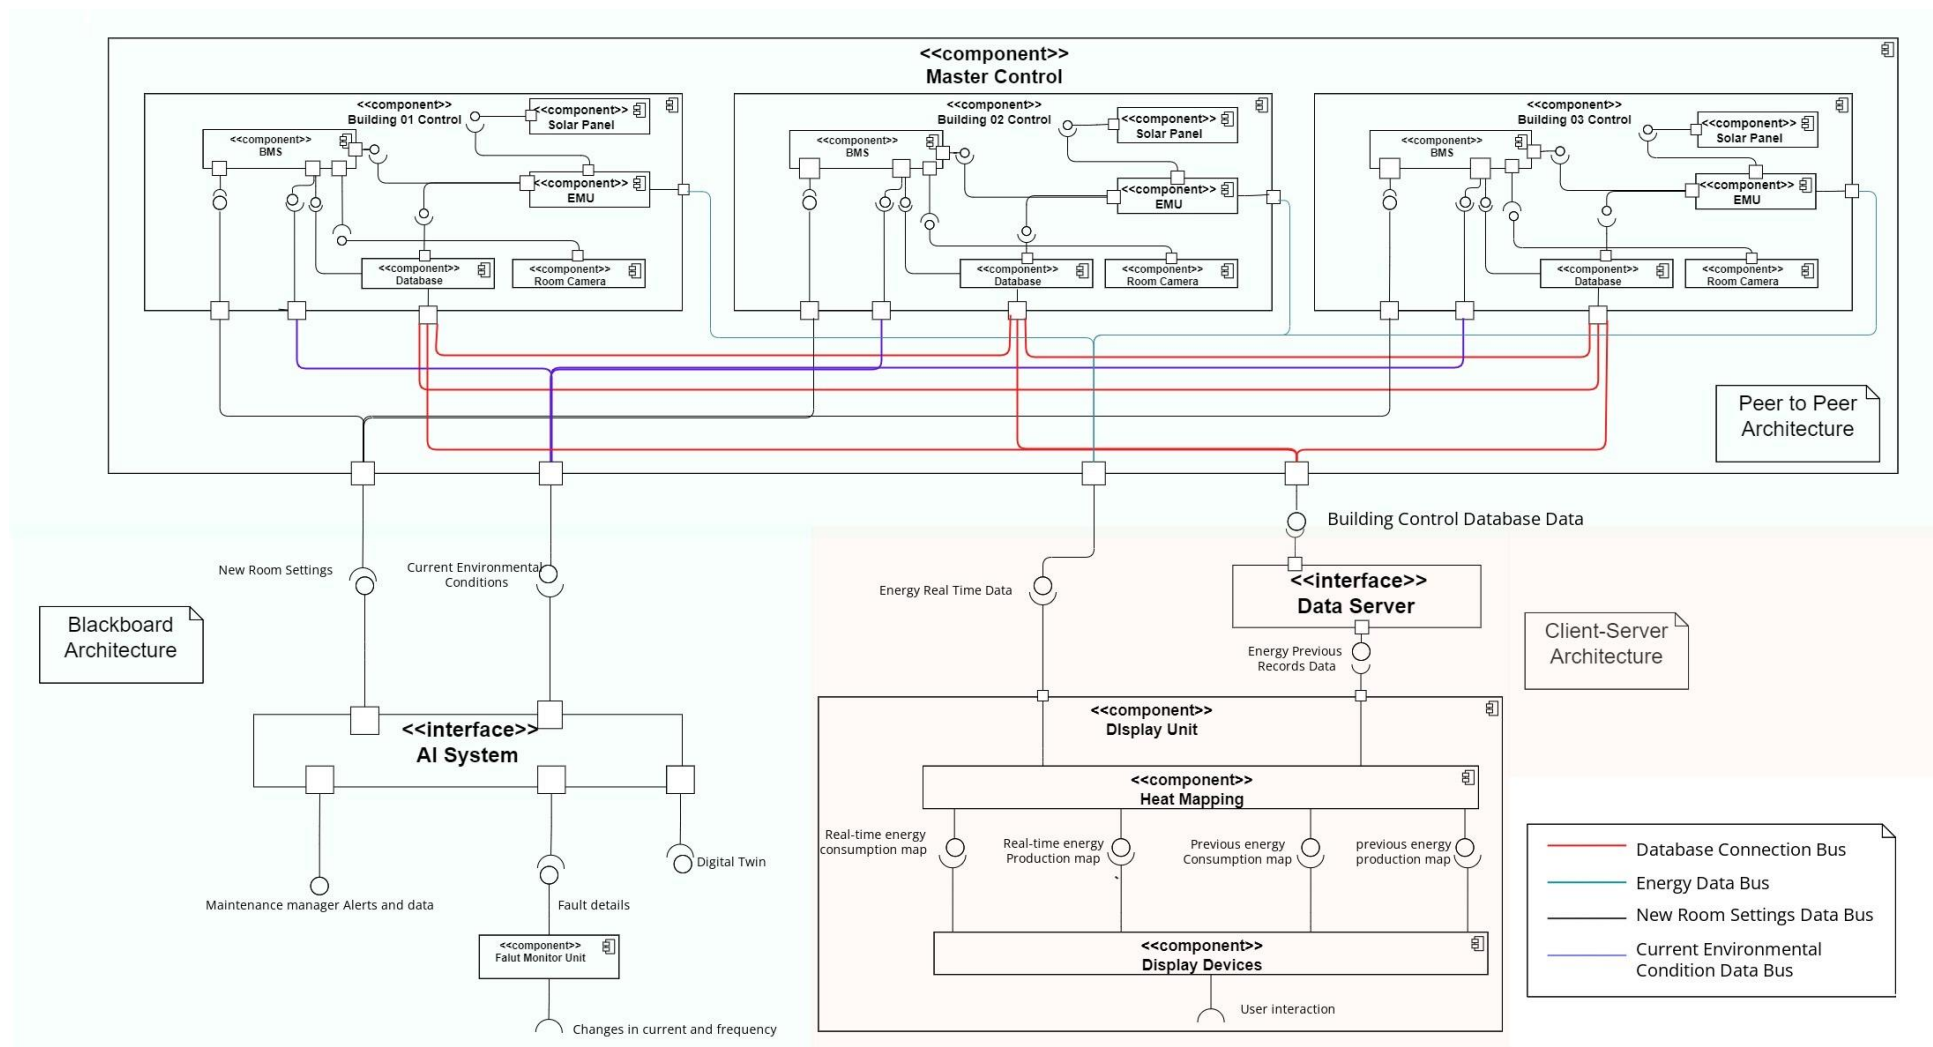 <<component>>
Master Control
<<component>>
Building 01 Control
<<component>>
Solar Panel
<<component>>
BMS
<<component>>
EMU
<<component>>
Database
<<component>>
Room Camera
<<component>>
Building 02 Control
<<component>>
Solar Panel
<<component>>
BMS
<<component>>
EMU
<<component>>
Database
<<component>>
Room Camera
<<component>>
Building 03 Control
<<component>>
Solar Panel
<<component>>
BMS
<<component>>
EMU
<<component>>
Database
<<component>>
Room Camera
Peer to Peer
Architecture
Building Control Database Data
New Room Settings
Current Environmental
Conditions
Energy Real Time Data
<<interface>>
Data Server
Blackboard
Architecture
Client-Server
Architecture
Energy Previous
Records Data
<<interface>>
AI System
<<component>>
DIsplay Unit
<<component>>
Heat Mapping
Real-time energy
consumption map
Real-time energy
Production map
Previous energy
Consumption map
previous energy
production map
Digital Twin
Maintenance manager Alerts and data
Fault details
<<component>>
Falut Monitor Unit
<<component>>
Display Devices
User interaction
Changes in current and frequency
Database Connection Bus
Energy Data Bus
New Room Settings Data Bus
Current Environmental
Condition Data Bus